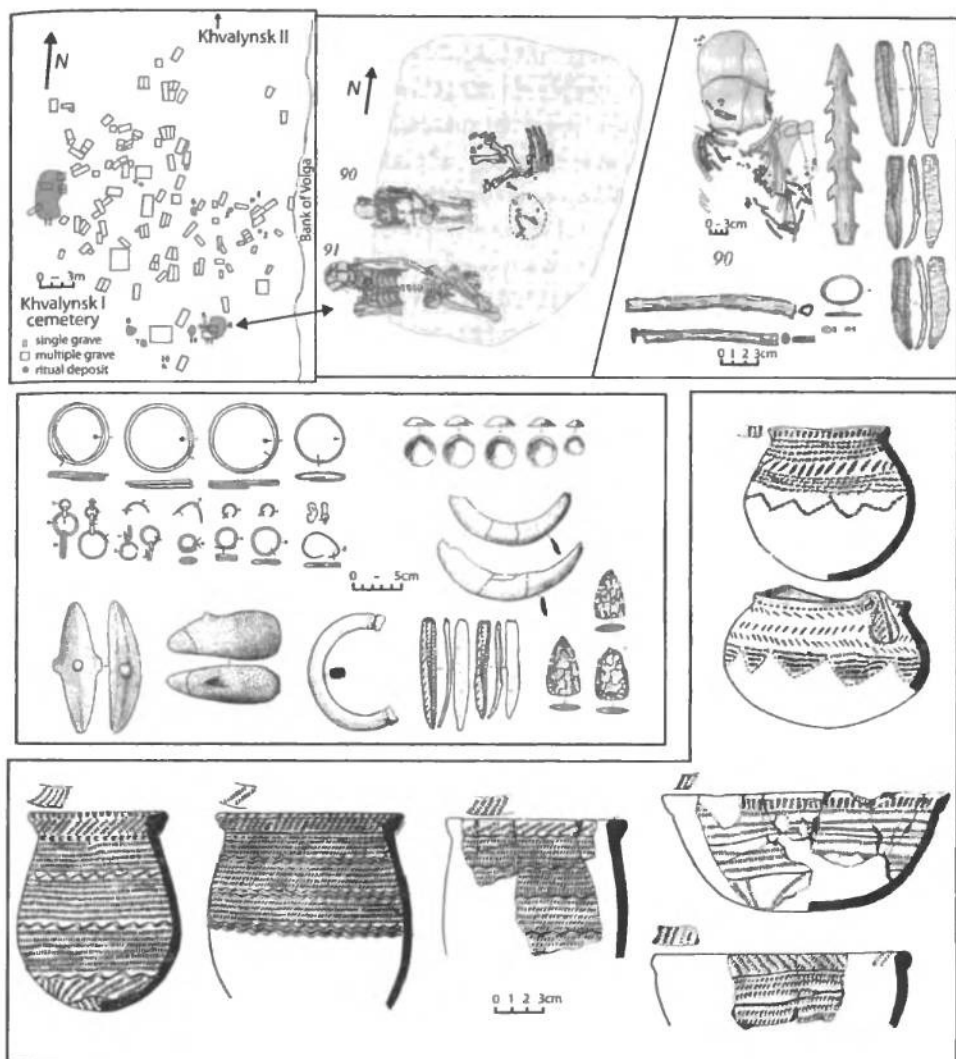 Khvalynsk II
N
Bank of Volga
0 – 3m
Khvalynsk I
cemetery
single grave
multiple grave
ritual deposit
N
90
91
0 – 3cm
90
0 1 2 3cm
0 – 5cm
0 1 2 3cm